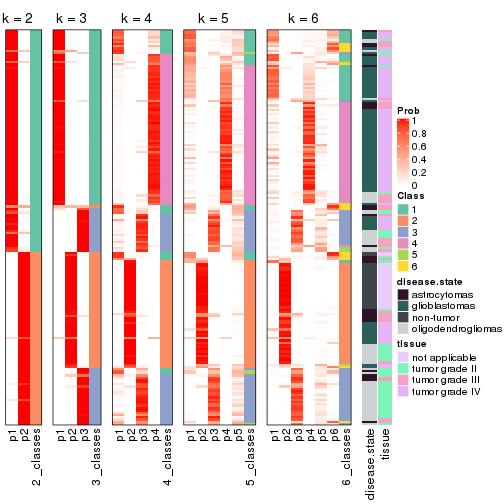 k = 2
k = 3
k = 4
k = 5
k = 6
p1
p2
2_classes
p1
p2
p3
3_classes
p1
p2
p3
p4
4_classes
p1
p2
p3
p4
p5
5_classes
p1
p2
p3
p4
p5
p6
6_classes
disease.state
tissue
Prob
1
0.8
0.6
0.4
0.2
0
Class
1
2
3
4
5
6
disease.state
astrocytomas
glioblastomas
non-tumor
oligodendrogliomas
tissue
not applicable
tumor grade II
tumor grade III
tumor grade IV